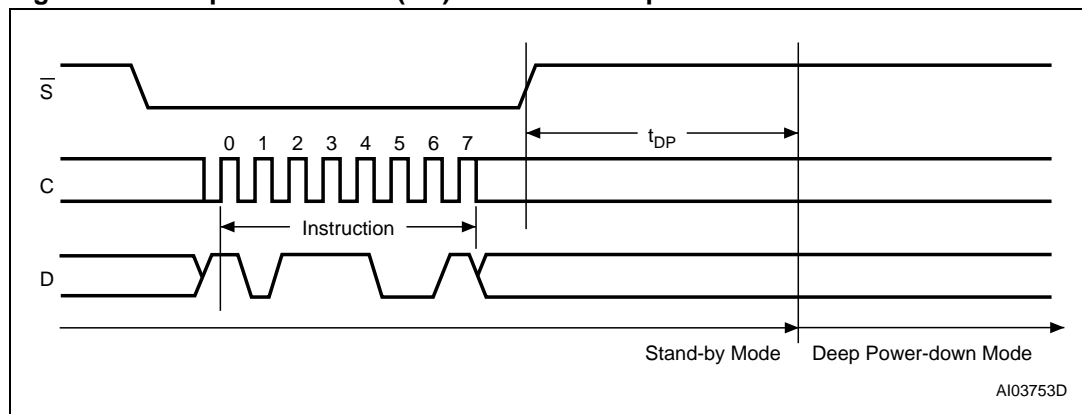 S
0 1 2 3 4 5 6 7
tDP
C
Instruction
D
Stand-by Mode Deep Power-down Mode
AI03753D